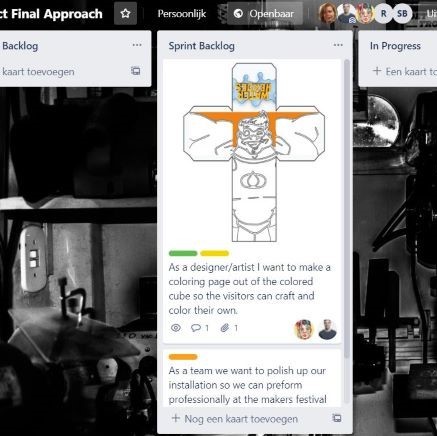 ct Final Approach
Persoonlijk
Openbaar
R
SB
Uit
Backlog
kaart toevoegen
Sprint Backlog
As a designer/artist I want to make a
coloring page out of the colored
cube so the visitors can craft and
color their own.
1
1
As a team we want to polish up our
installation so we can preform
professionally at the makers festival
+ Nog een kaart toevoegen
In Progress
+ Een kaart to